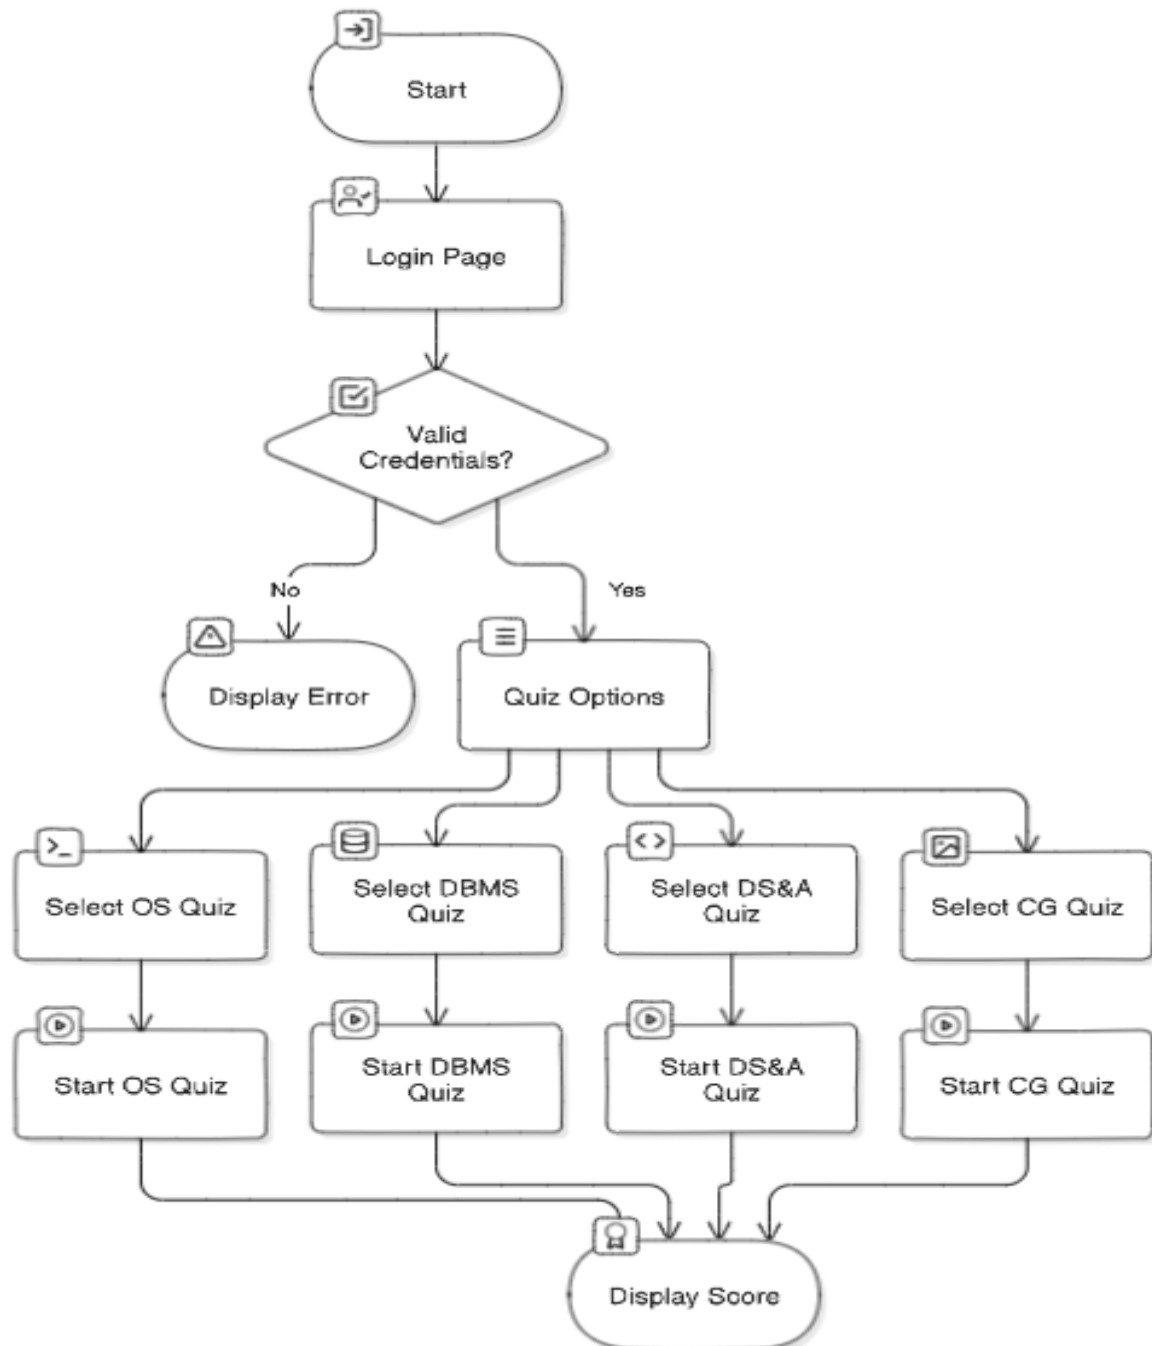 Start
Login Page
Valid
Credentials?
No
Yes
Display Error
Quiz Options
Select OS Quiz
Select DBMS
Quiz
Select DS&A
Quiz
Select CG Quiz
Start OS Quiz
Start DBMS
Quiz
Start DS&A
Quiz
Start CG Quiz
Display Score